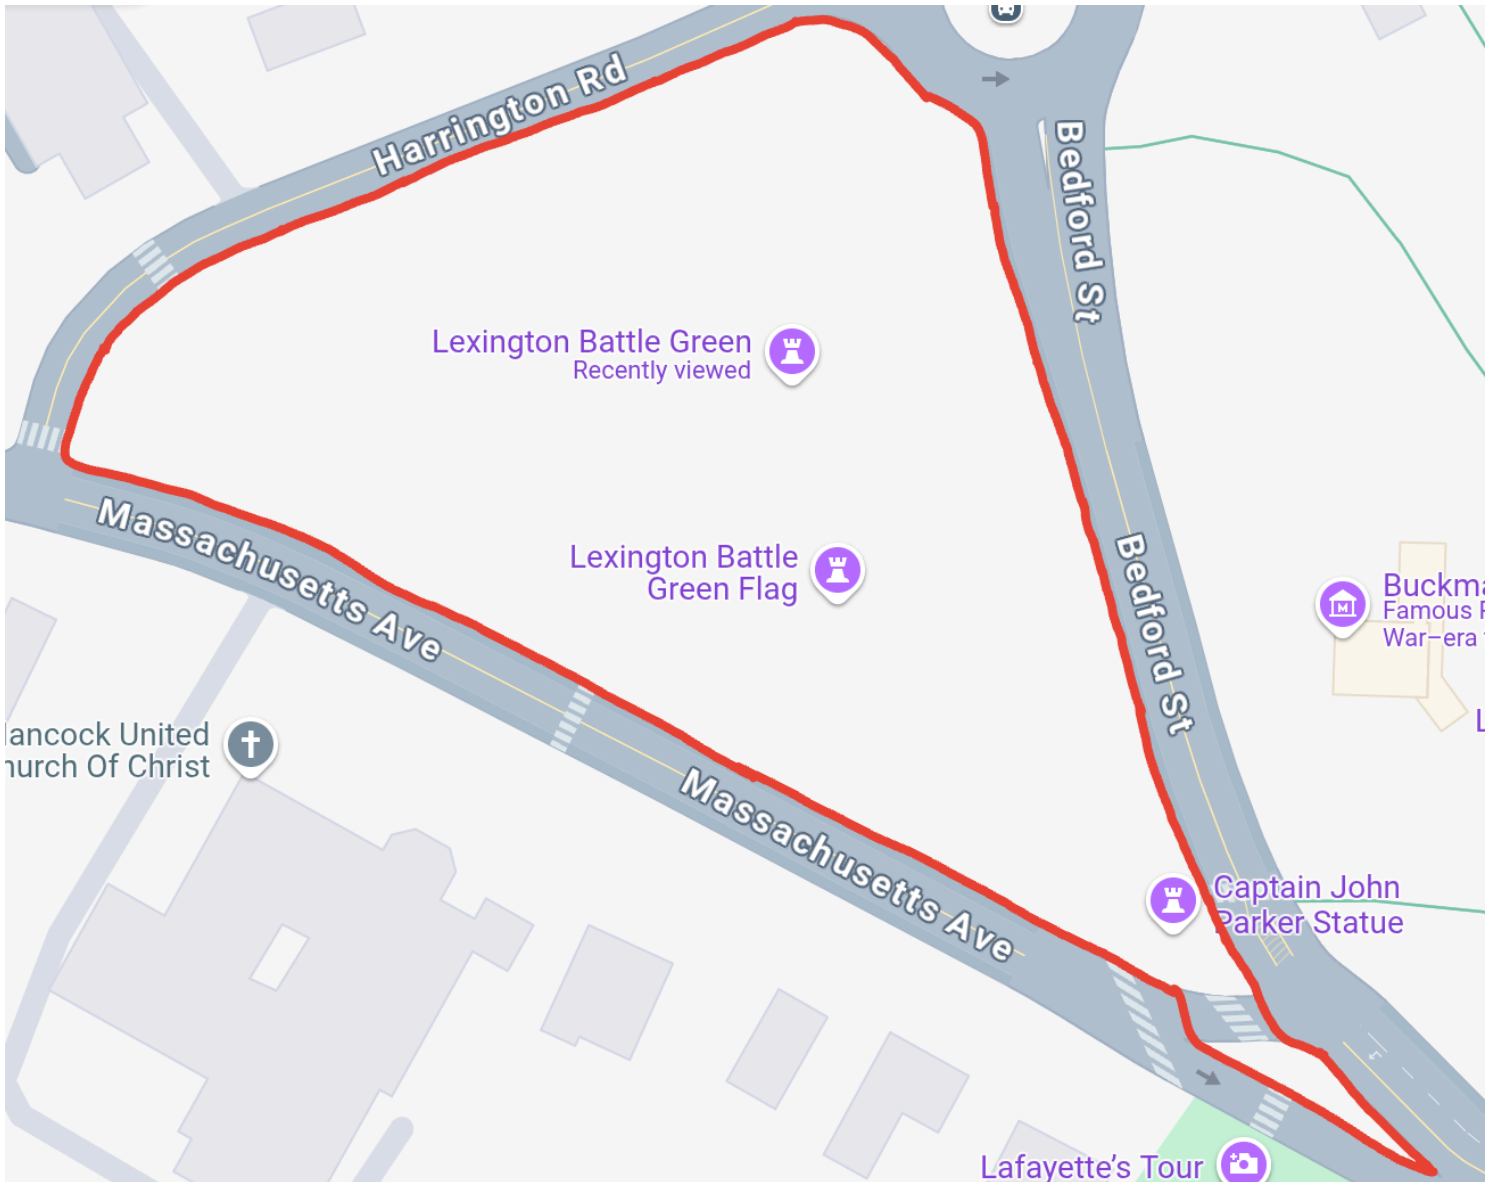 Harrington Rd
Bedford St
Lexington Battle Green
Recently viewed
Massachusetts Ave
Lexington Battle
Green Flag
Bedford St
Buckma
Famous
War-era
ancock United
hurch Of Christ
Massachusetts Ave
Captain John
Parker Statue
Lafayette's Tour